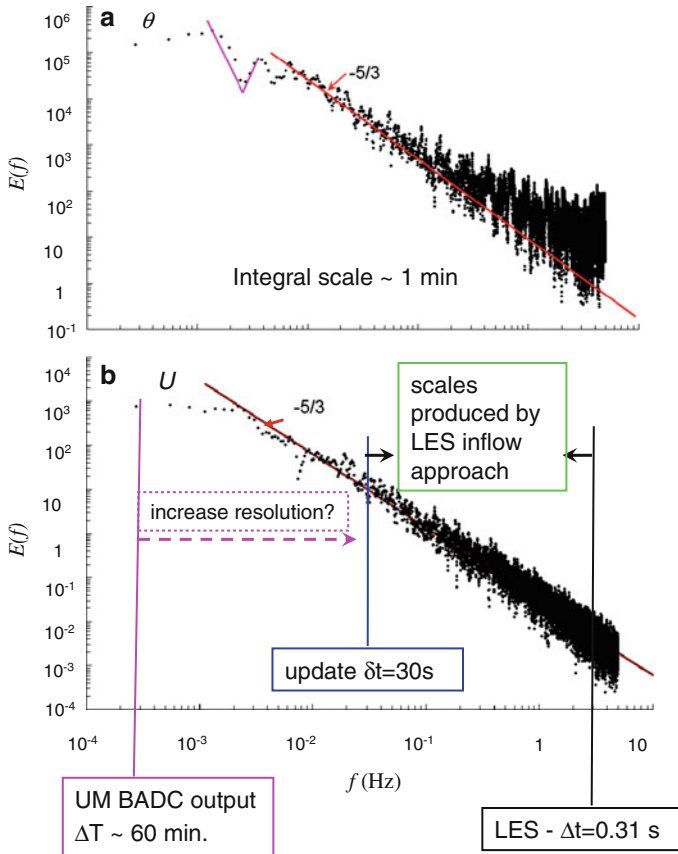 a θ
10^6
10^5
10^4
10^3
10^2
10
1
10^-1
E(f)
-5/3
Integral scale ~ 1 min
b U
10^4
10^3
10^2
10
1
10^-1
10^-2
10^-3
10^-4
E(f)
-5/3
scales
produced by
LES inflow
approach
increase resolution?
update δt=30s
10^-4 10^-3 10^-2 10^-1 1 10
f (Hz)
UM BADC output
ΔT ~ 60 min.
LES - Δt=0.31 s